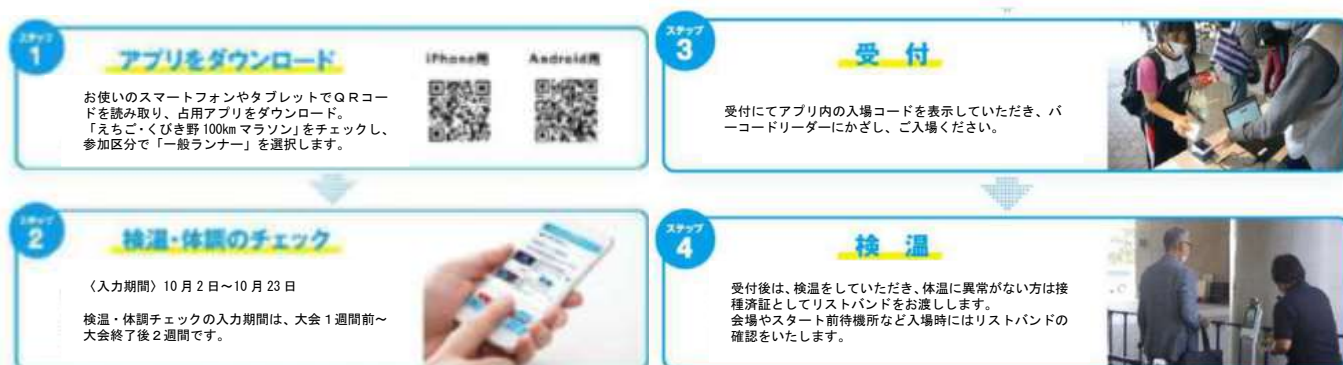 ステップ
1
アプリをダウンロード
iPhone用
Android用
お使いのスマートフォンやタブレットでQRコー
ドを読み取り、占用アプリをダウンロード。
「えちご・くびき野100kmマラソン」をチェックし、
参加区分で「一般ランナー」を選択します。
ステップ
2
検温・体調のチェック
〈入力期間〉10月2日～10月23日
検温・体調チェックの入力期間は、大会1週間前～
大会終了後2週間です。
ステップ
3
受 付
受付にてアプリ内の入場コードを表示していただき、バ
ーコードリーダーにかざし、ご入場ください。
ステップ
4
検 温
受付後は、検温をしていただき、体温に異常がない方は接
種済証としてリストバンドをお渡しします。
会場やスタート前待機所など入場時にはリストバンドの
確認をいたします。